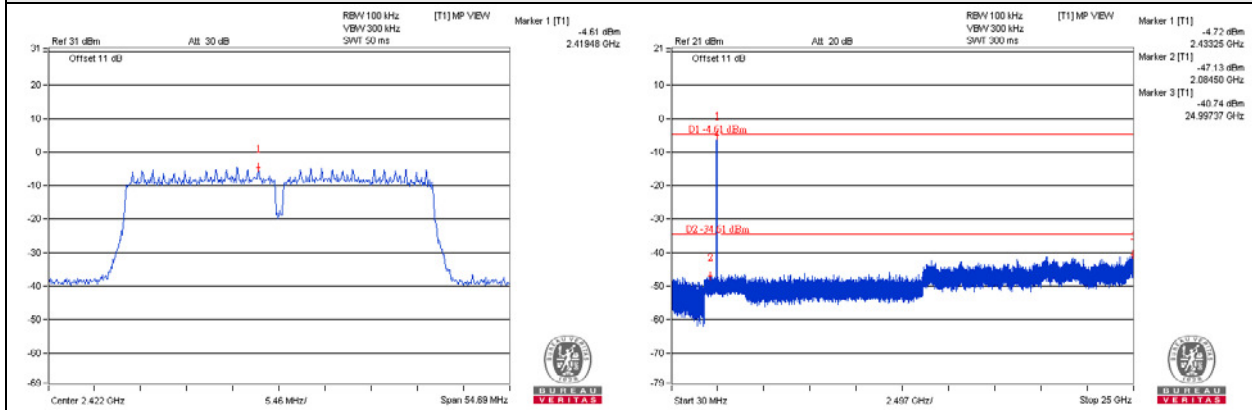 RBW 100 kHz [T1] MP VIEW
VBW 300 kHz
Ref 31 dBm Att 30 dB SWT 50 ms
Marker 1 [T1]
-4.61 dBm
2.41948 GHz
Offset 11 dB
31
20
10
0
-10
-20
-30
-40
-50
-60
-69
1
Center 2.422 GHz 5.46 MHz/ Span 54.69 MHz
BUREAU VERITAS
1828
BUREAU
VERITAS
RBW 100 kHz [T1] MP VIEW
VBW 300 kHz
Ref 21 dBm Att 20 dB SWT 300 ms
Marker 1 [T1]
-4.72 dBm
2.43325 GHz
Marker 2 [T1]
-47.13 dBm
2.08450 GHz
Marker 3 [T1]
-40.74 dBm
24.99737 GHz
Offset 11 dB
21
10
0
-10
-20
-30
-40
-50
-60
-70
-79
1
D1 -4.61 dBm
D2 -34.61 dBm
2
Start 30 MHz 2.497 GHz/ Stop 25 GHz
BUREAU VERITAS
1828
BUREAU
VERITAS